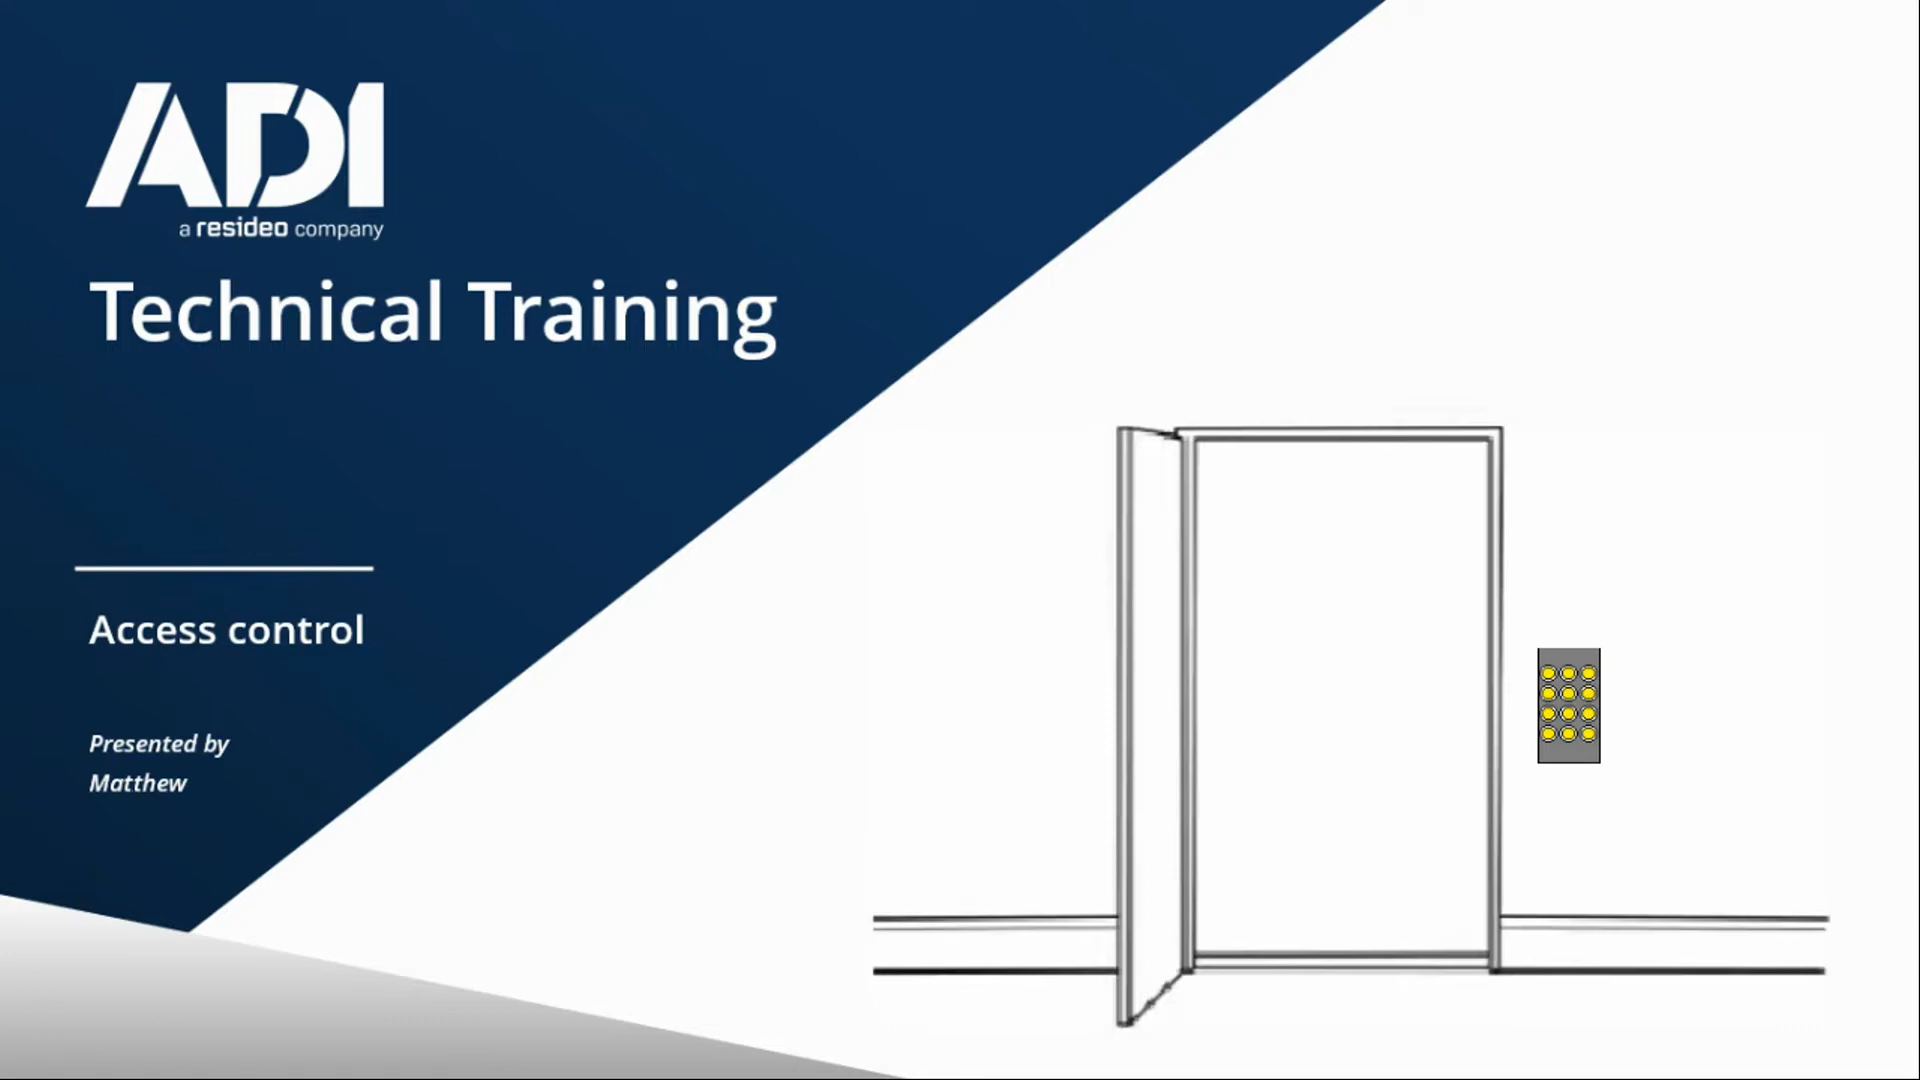 ADI
a resideo company
Technical Training
Access control
Presented by
Matthew